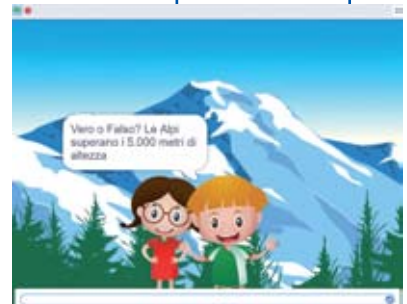 Vero o Falso? Le Alpi
superano i 5.000 metri di
altezza